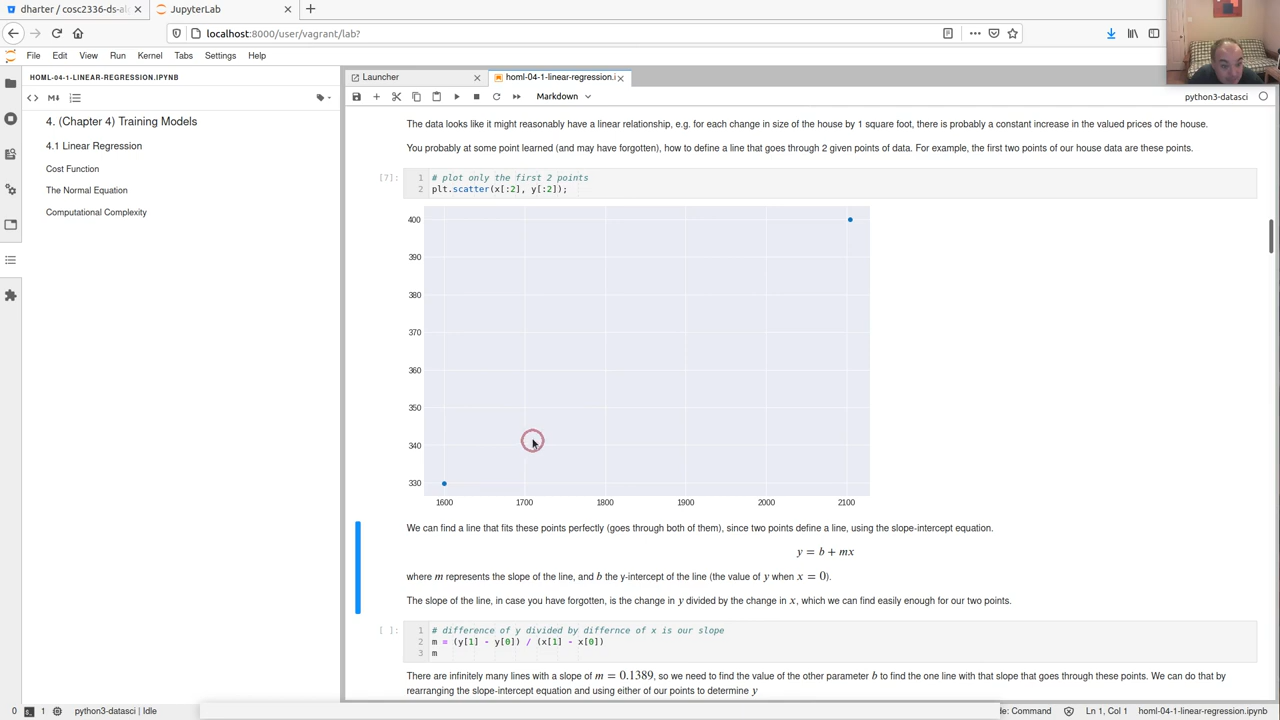 dharter / cosc2336-ds-alg
JupyterLab
localhost:8000/user/vagrant/lab?
File Edit View Run Kernel Tabs Settings Help
HOML-04-1-LINEAR-REGRESSION.IPYNB
4. (Chapter 4) Training Models
4.1 Linear Regression
Cost Function
The Normal Equation
Computational Complexity
Launcher
homl-04-1-linear-regression.i
Markdown
python3-datasci
The data looks like it might reasonably have a linear relationship, e.g. for each change in size of the house by 1 square foot, there is probably a constant increase in the valued prices of the house.
You probably at some point learned (and may have forgotten), how to define a line that goes through 2 given points of data. For example, the first two points of our house data are these points.
[7]:
1 # plot only the first 2 points
2 plt.scatter(x[:2], y[:2]);
400
390
380
370
360
350
340
330
1600 1700 1800 1900 2000 2100
We can find a line that fits these points perfectly (goes through both of them), since two points define a line, using the slope-intercept equation.
y = b + mx
where m represents the slope of the line, and b the y-intercept of the line (the value of y when x = 0).
The slope of the line, in case you have forgotten, is the change in y divided by the change in x, which we can find easily enough for our two points.
[ ]:
1 # difference of y divided by differnce of x is our slope
2 m = (y[1] - y[0]) / (x[1] - x[0])
3 m
There are infinitely many lines with a slope of m = 0.1389, so we need to find the value of the other parameter b to find the one line with that slope that goes through these points. We can do that by
rearranging the slope-intercept equation and using either of our points to determine y
0 1 python3-datasci | Idle
de: Command Ln 1, Col 1 homl-04-1-linear-regression.ipynb